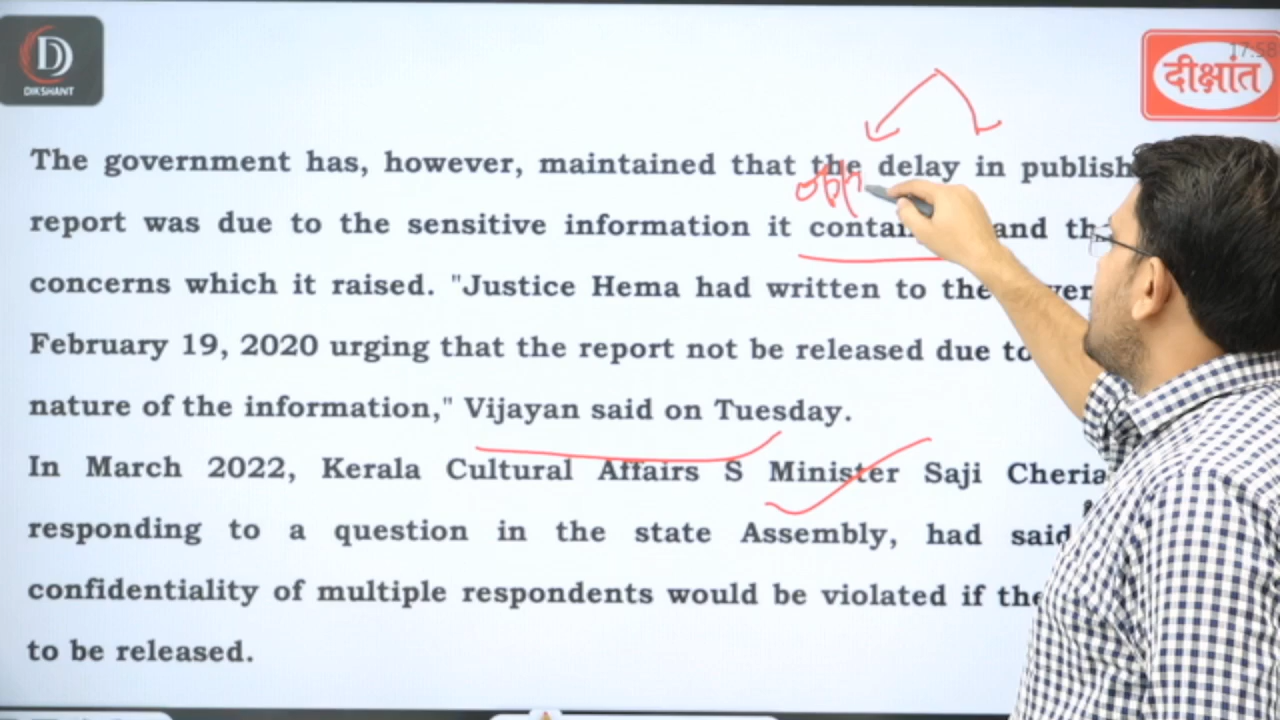 DIKSHANT
17:58
दीक्षांत
The government has, however, maintained that the delay in publish
report was due to the sensitive information it contai and th
concerns which it raised. "Justice Hema had written to the ver
February 19, 2020 urging that the report not be released due to
nature of the information," Vijayan said on Tuesday.
In March 2022, Kerala Cultural Affairs S Minister Saji Cheria
responding to a question in the state Assembly, had said
confidentiality of multiple respondents would be violated if the
to be released.